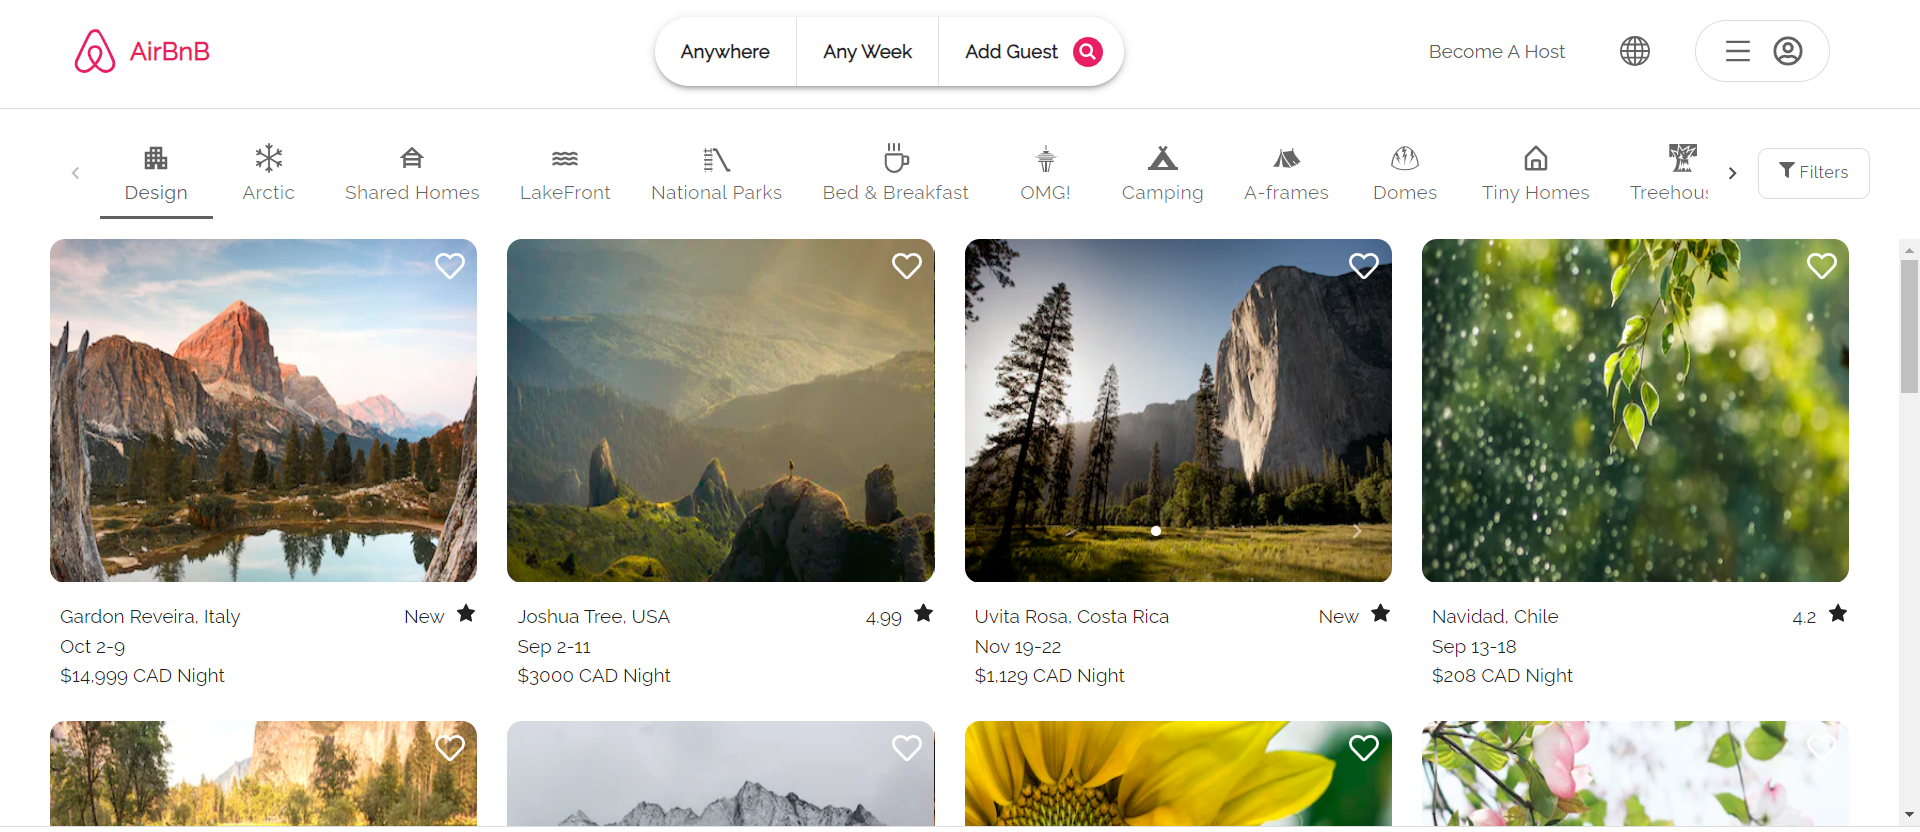 AirBnB
Anywhere
Any Week
Add Guest
Become A Host
Design
Arctic
Shared Homes
LakeFront
National Parks
Bed & Breakfast
OMG!
Camping
A-frames
Domes
Tiny Homes
Treehous
Filters
Gardon Reveira, Italy
New
Oct 2-9
$14,999 CAD Night
Joshua Tree, USA
4.99
Sep 2-11
$3000 CAD Night
Uvita Rosa, Costa Rica
New
Nov 19-22
$1,129 CAD Night
Navidad, Chile
4.2
Sep 13-18
$208 CAD Night